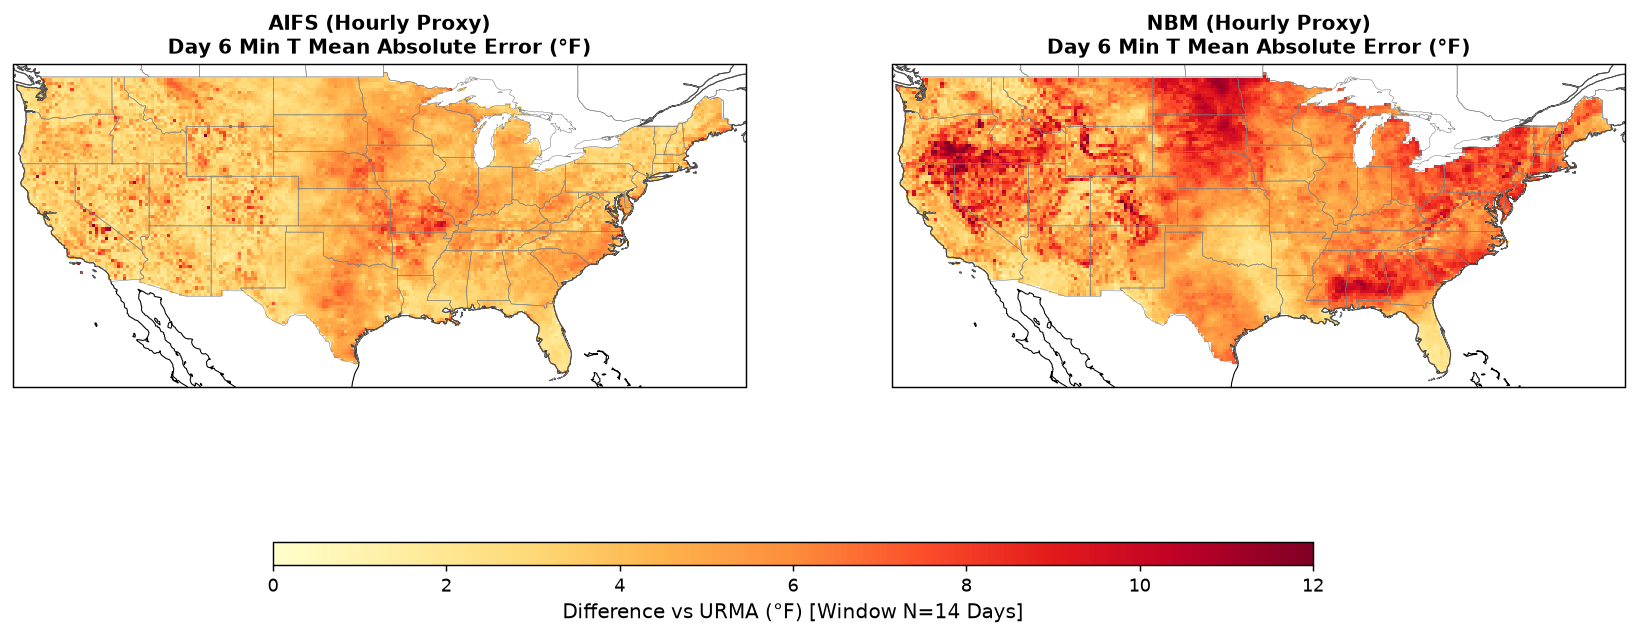 AIFS (Hourly Proxy)
Day 6 Min T Mean Absolute Error (°F)
NBM (Hourly Proxy)
Day 6 Min T Mean Absolute Error (°F)
0 2 4 6 8 10 12
Difference vs URMA (°F) [Window N=14 Days]